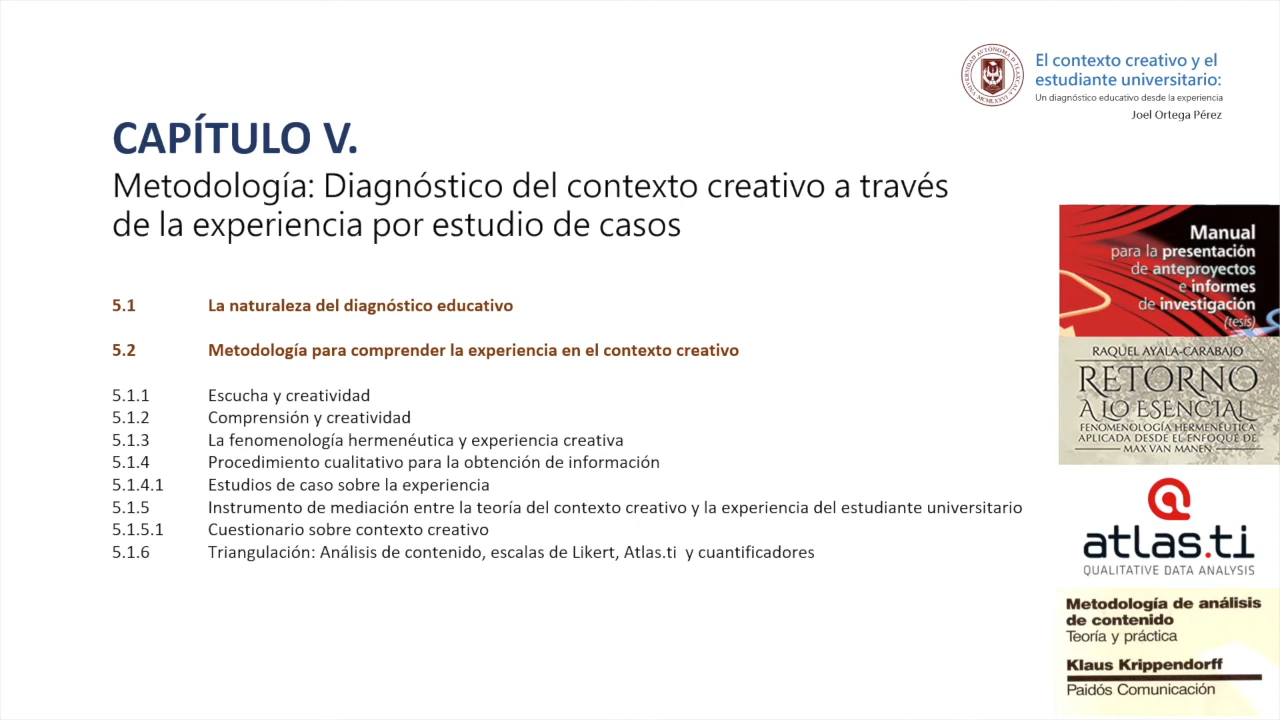 El contexto creativo y el
estudiante universitario:
Un diagnóstico educativo desde la experiencia
Joel Ortega Pérez
CAPÍTULO V.
Metodología: Diagnóstico del contexto creativo a través
de la experiencia por estudio de casos
5.1 La naturaleza del diagnóstico educativo
5.2 Metodología para comprender la experiencia en el contexto creativo
5.1.1 Escucha y creatividad
5.1.2 Comprensión y creatividad
5.1.3 La fenomenología hermenéutica y experiencia creativa
5.1.4 Procedimiento cualitativo para la obtención de información
5.1.4.1 Estudios de caso sobre la experiencia
5.1.5 Instrumento de mediación entre la teoría del contexto creativo y la experiencia del estudiante universitario
5.1.5.1 Cuestionario sobre contexto creativo
5.1.6 Triangulación: Análisis de contenido, escalas de Likert, Atlas.ti y cuantificadores
Manual
para la presentación
de anteproyectos
e informes
de investigación
(tesis)
RAQUEL AYALA-CARABAJO
RETORNO
A LO ESENCIAL
FENOMENOLOGÍA HERMENÉUTICA
APLICADA DESDE EL ENFOQUE DE
MAX VAN MANEN
atlas.ti
QUALITATIVE DATA ANALYSIS
Metodología de análisis
de contenido
Teoría y práctica
Klaus Krippendorff
Paidós Comunicación